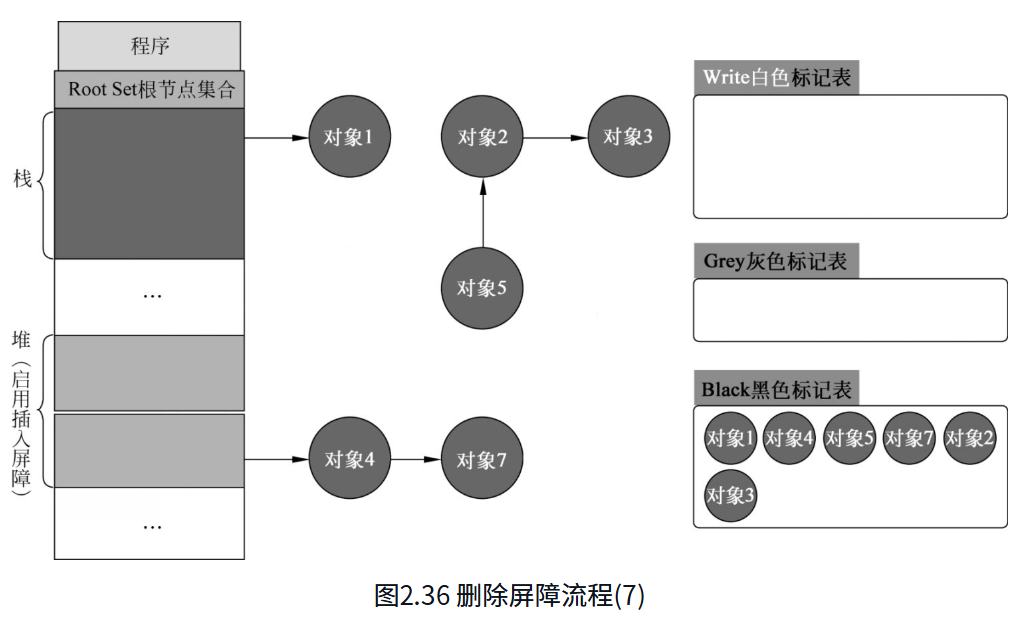 程序
Root Set根节点集合
栈
...
堆（启用插入屏障）
...
对象1
对象2
对象3
对象5
对象4
对象7
Write白色标记表
Grey灰色标记表
Black黑色标记表
对象1 对象4 对象5 对象7 对象2
对象3
图2.36 删除屏障流程(7)